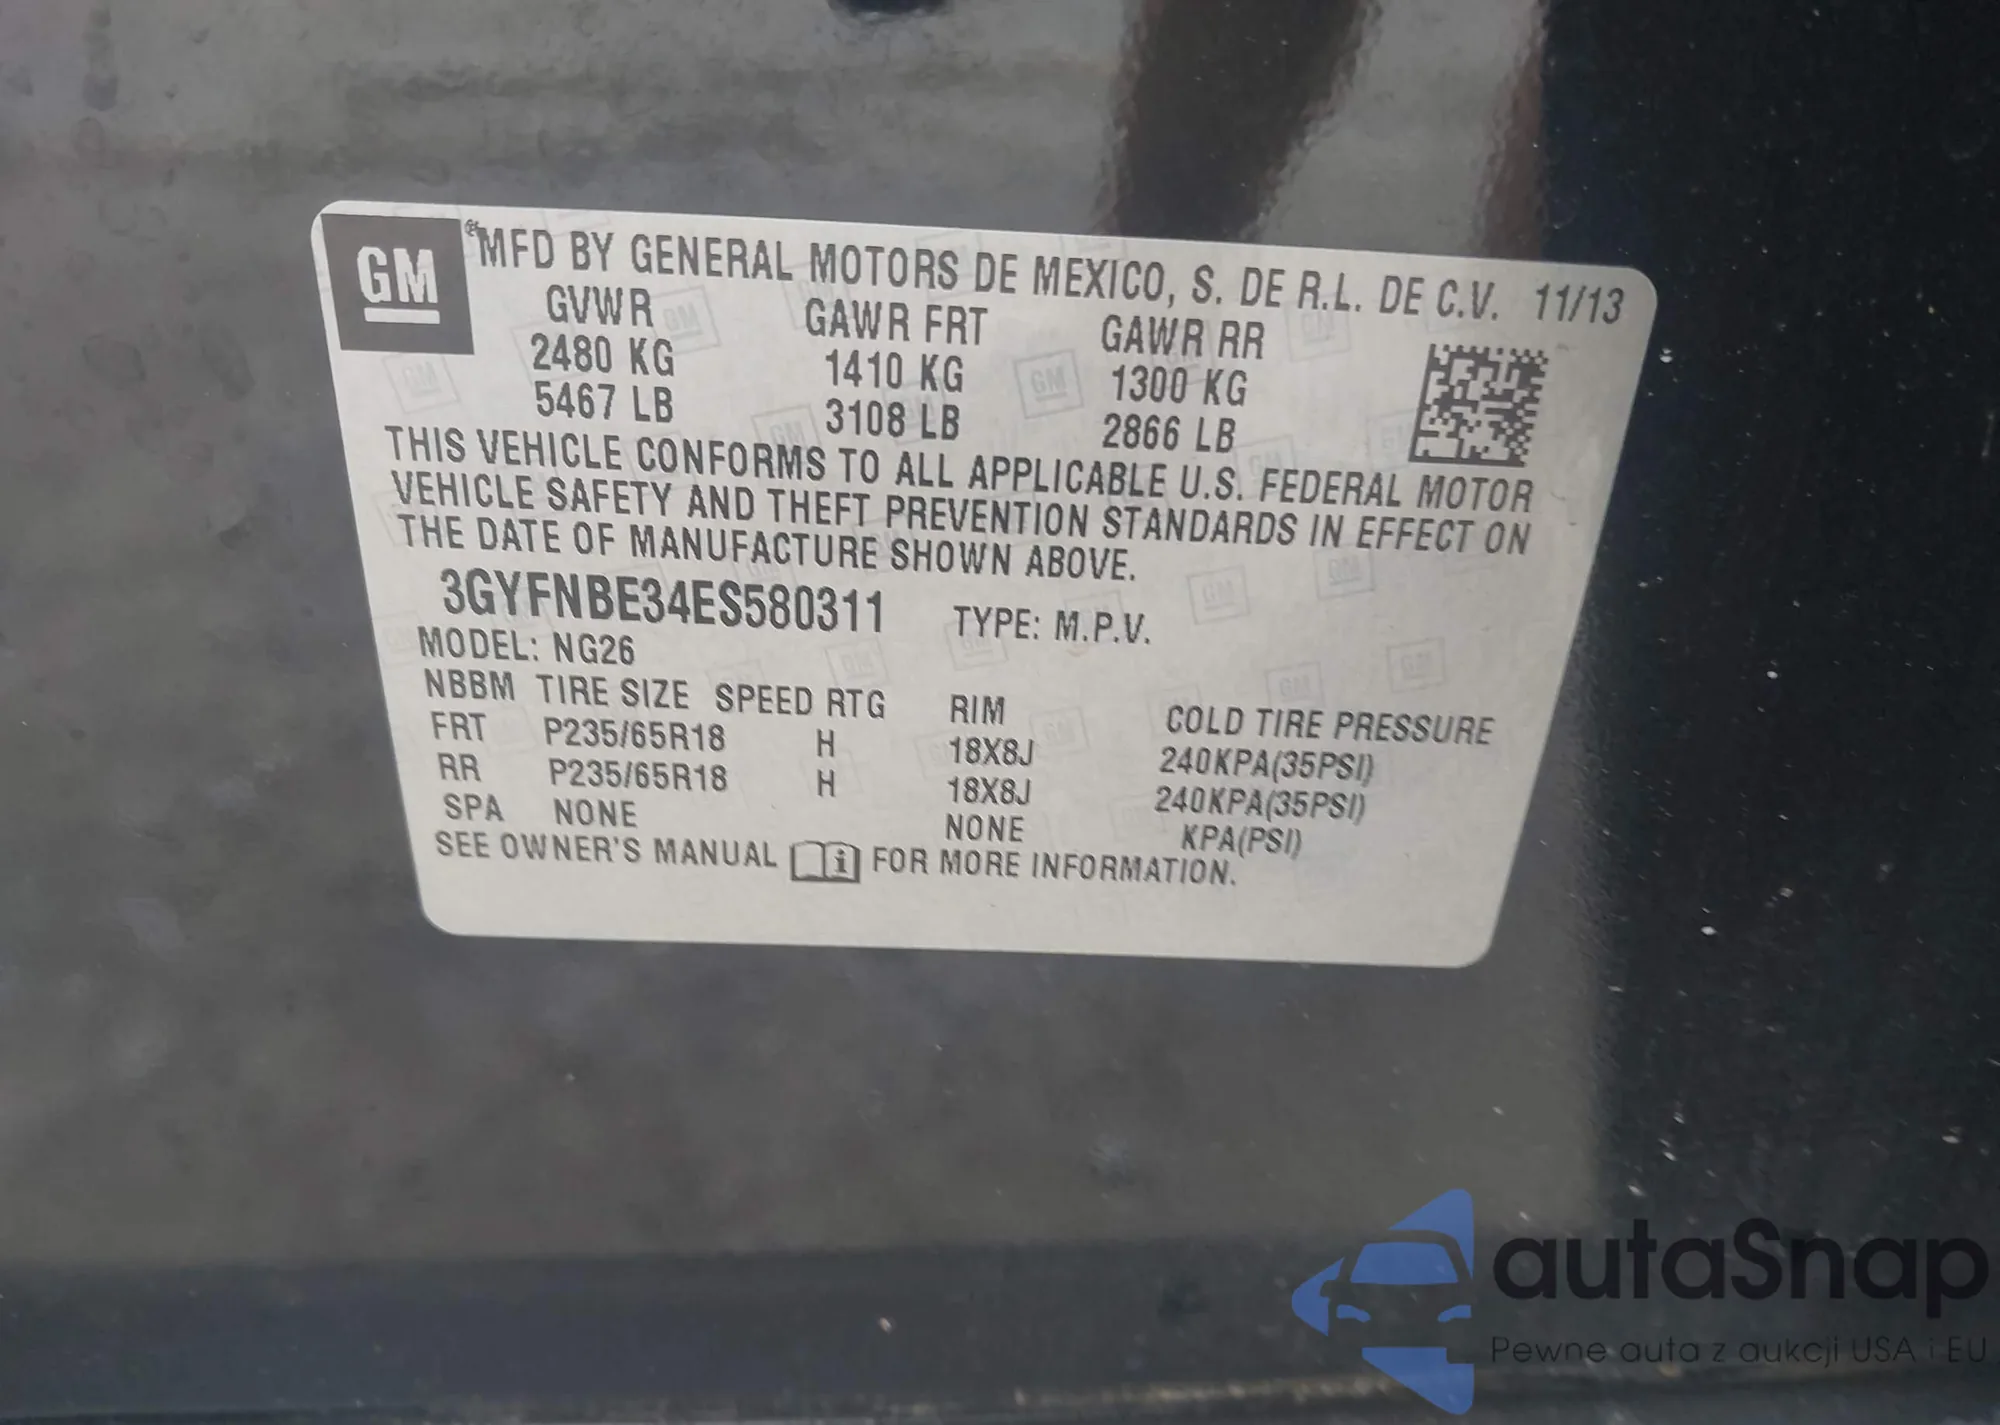 GM
MFD BY GENERAL MOTORS DE MEXICO, S. DE R.L. DE C.V. 11/13
GVWR GAWR FRT GAWR RR
2480 KG 1410 KG 1300 KG
5467 LB 3108 LB 2866 LB
THIS VEHICLE CONFORMS TO ALL APPLICABLE U.S. FEDERAL MOTOR
VEHICLE SAFETY AND THEFT PREVENTION STANDARDS IN EFFECT ON
THE DATE OF MANUFACTURE SHOWN ABOVE.
3GYFNBE34ES580311 TYPE: M.P.V.
MODEL: NG26
NBBM TIRE SIZE SPEED RTG RIM COLD TIRE PRESSURE
FRT P235/65R18 H 18X8J 240KPA(35PSI)
RR P235/65R18 H 18X8J 240KPA(35PSI)
SPA NONE NONE KPA(PSI)
SEE OWNER'S MANUAL i FOR MORE INFORMATION.
autaSnap
Pewne auta z aukcji USA i EU